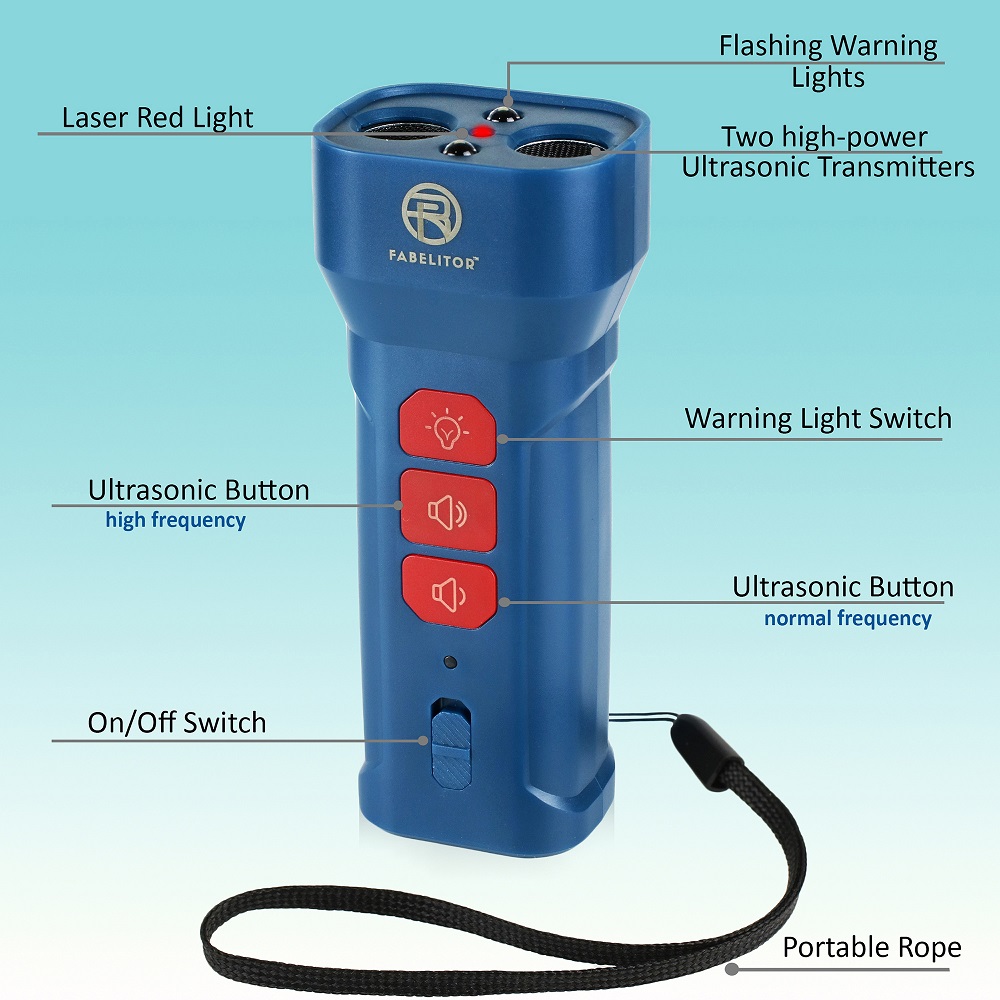 Flashing Warning
Lights
Laser Red Light
Two high-power
Ultrasonic Transmitters
R
FABELITOR™
Warning Light Switch
Ultrasonic Button
high frequency
Ultrasonic Button
normal frequency
On/Off Switch
Portable Rope